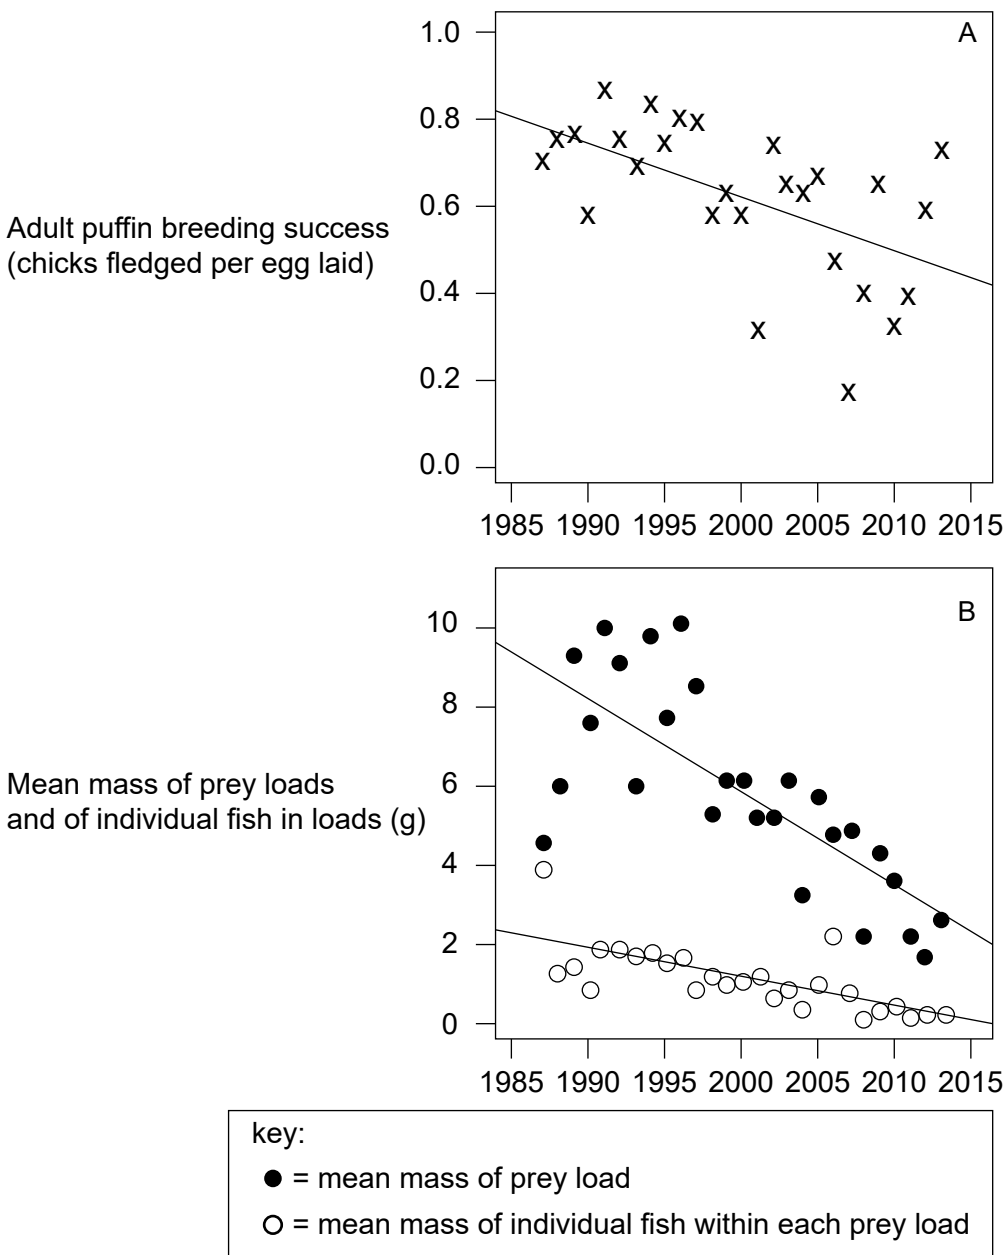 A
1.0
0.8
0.6
0.4
0.2
0.0
Adult puffin breeding success
(chicks fledged per egg laid)
1985 1990 1995 2000 2005 2010 2015
B
10
8
6
4
2
0
Mean mass of prey loads
and of individual fish in loads (g)
1985 1990 1995 2000 2005 2010 2015
key:
= mean mass of prey load
= mean mass of individual fish within each prey load